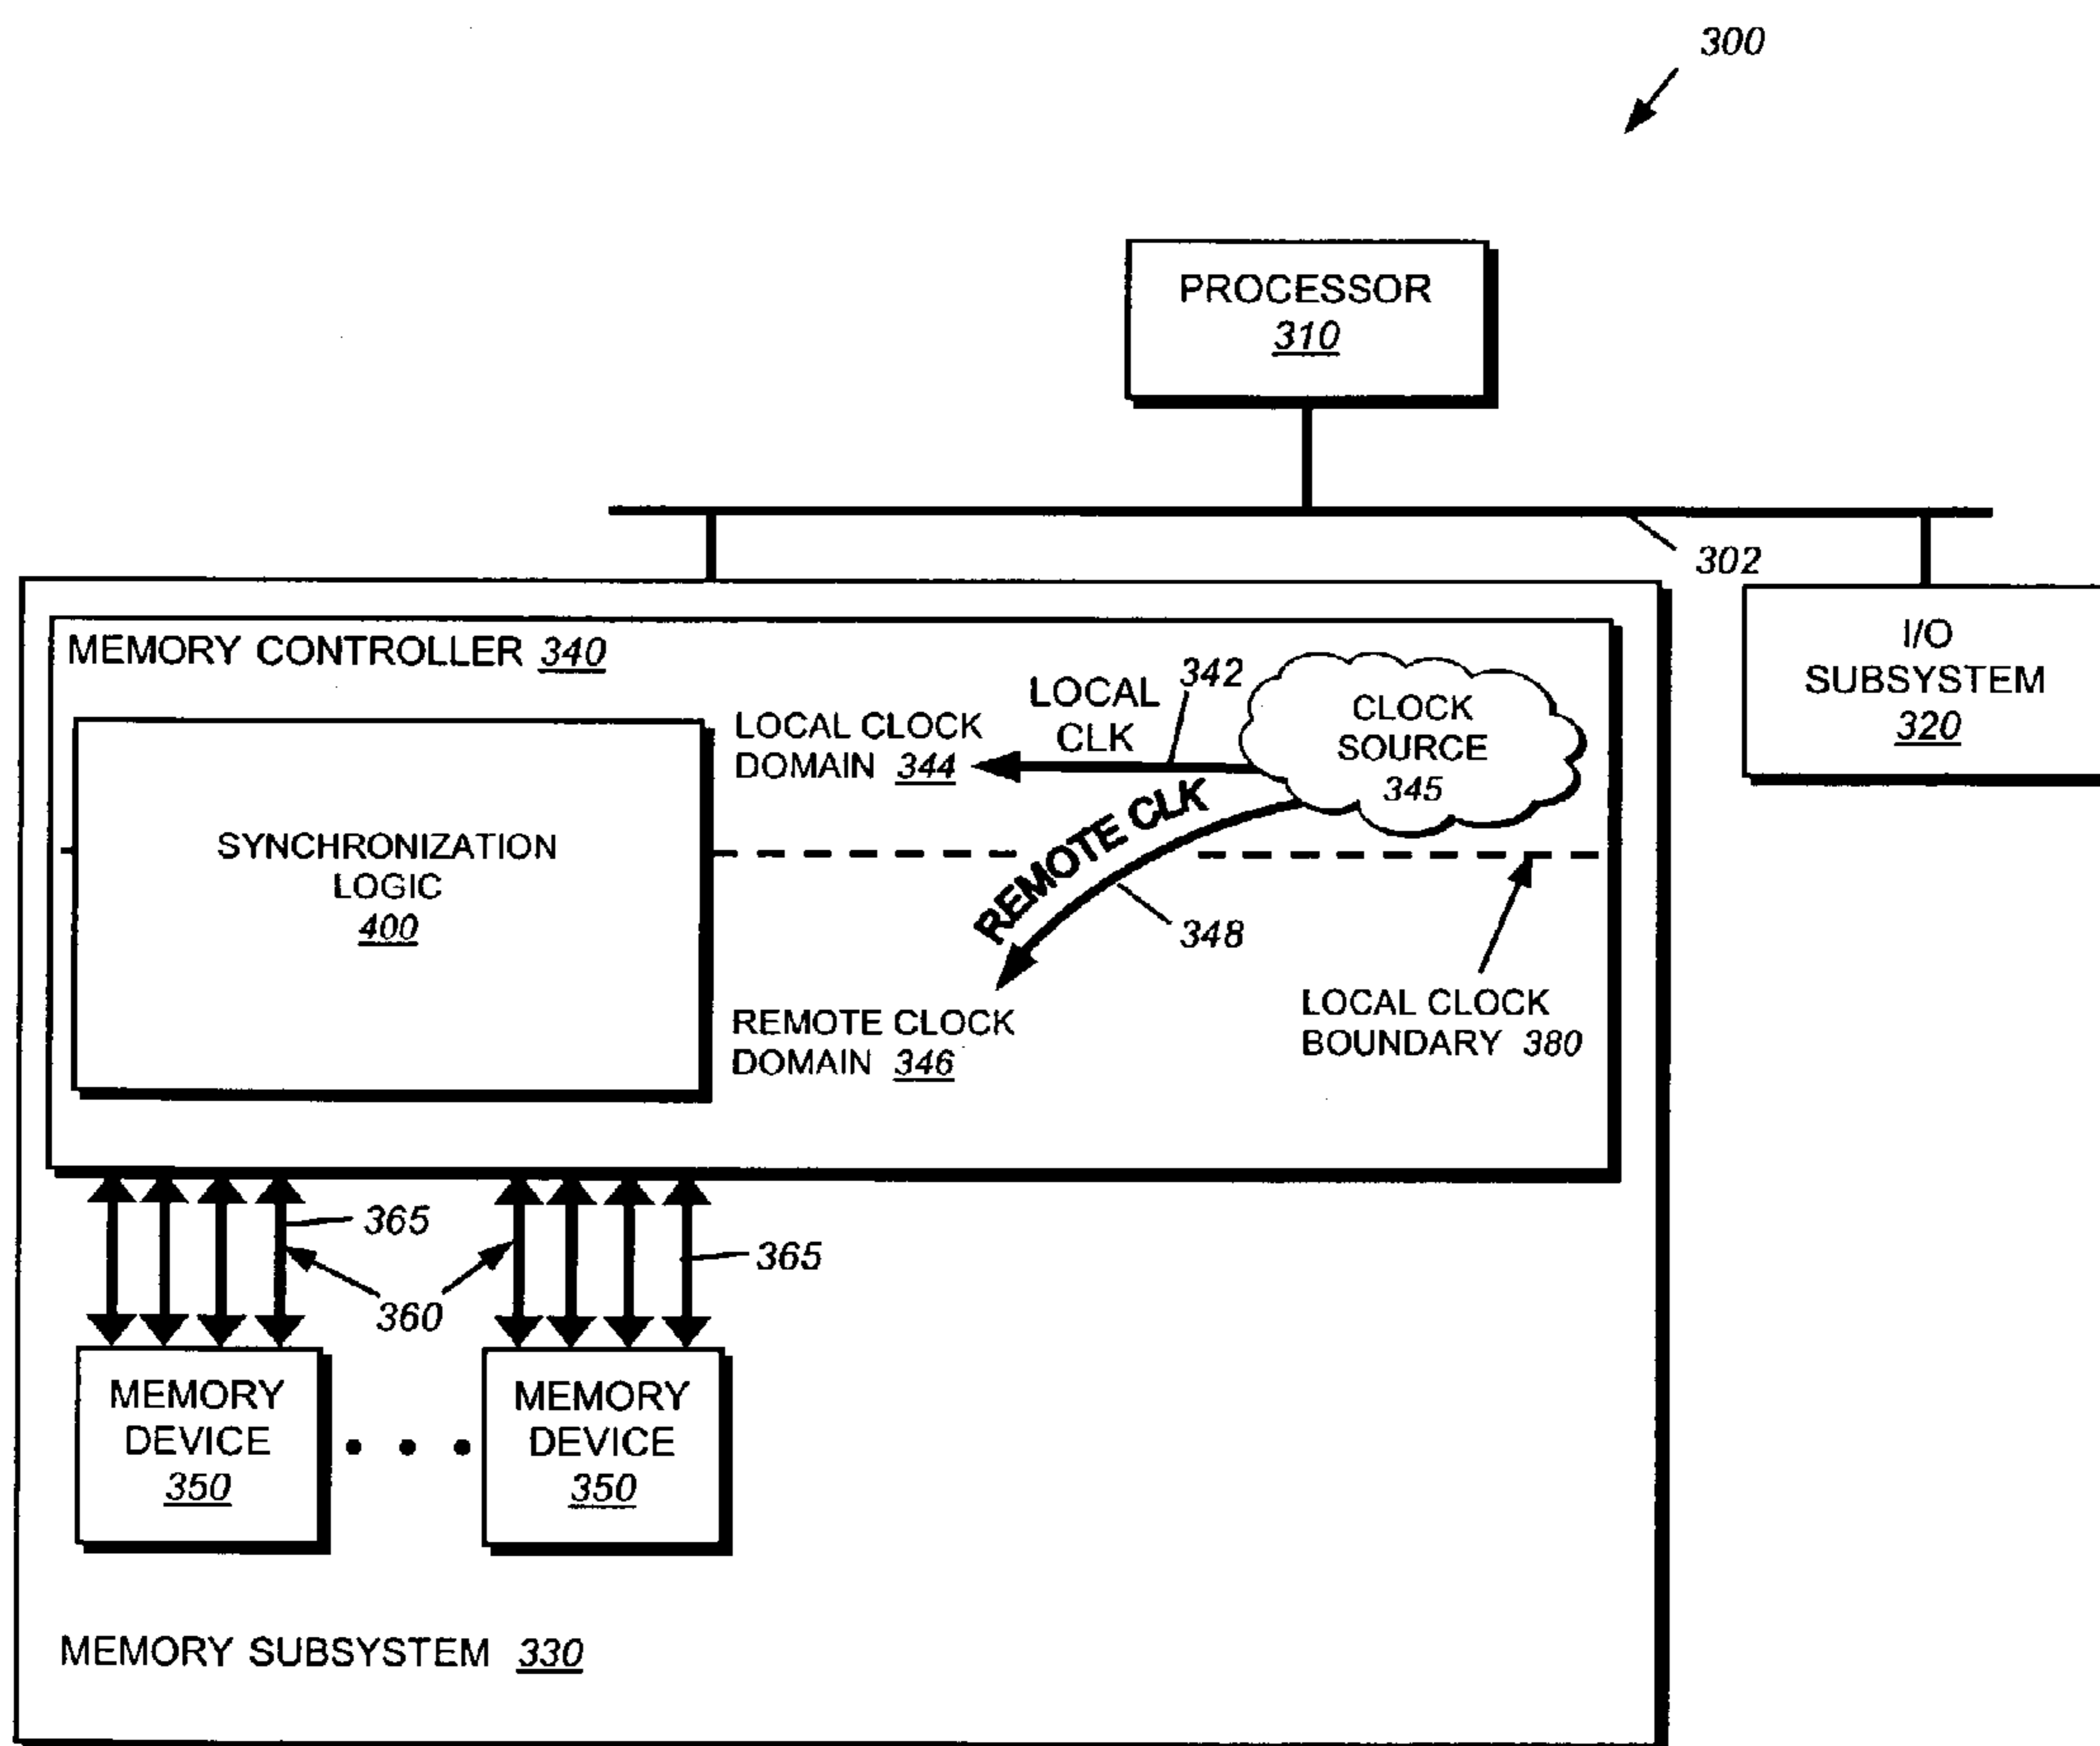 300
PROCESSOR
310
302
I/O
SUBSYSTEM
320
MEMORY CONTROLLER 340
LOCAL CLOCK
DOMAIN 344
LOCAL
CLK
342
CLOCK
SOURCE
345
SYNCHRONIZATION
LOGIC
400
REMOTE CLK
348
REMOTE CLOCK
DOMAIN 346
LOCAL CLOCK
BOUNDARY 380
365
360
365
MEMORY
DEVICE
350
MEMORY
DEVICE
350
MEMORY SUBSYSTEM 330